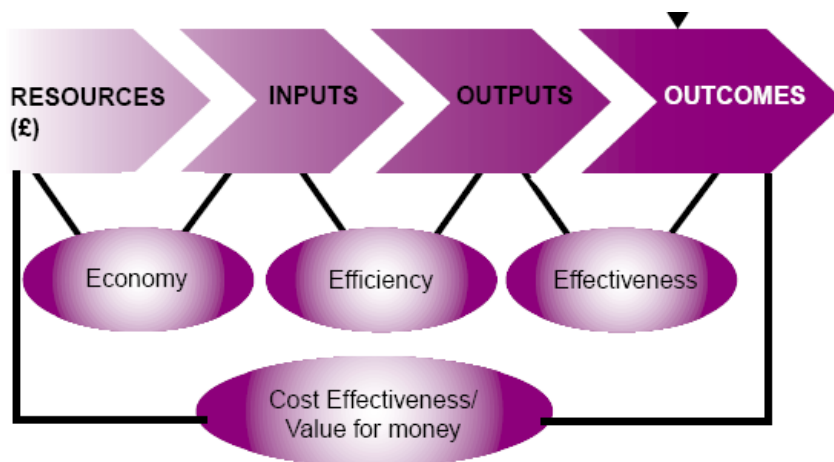 RESOURCES
(£)
INPUTS
OUTPUTS
OUTCOMES
Economy
Efficiency
Effectiveness
Cost Effectiveness/
Value for money